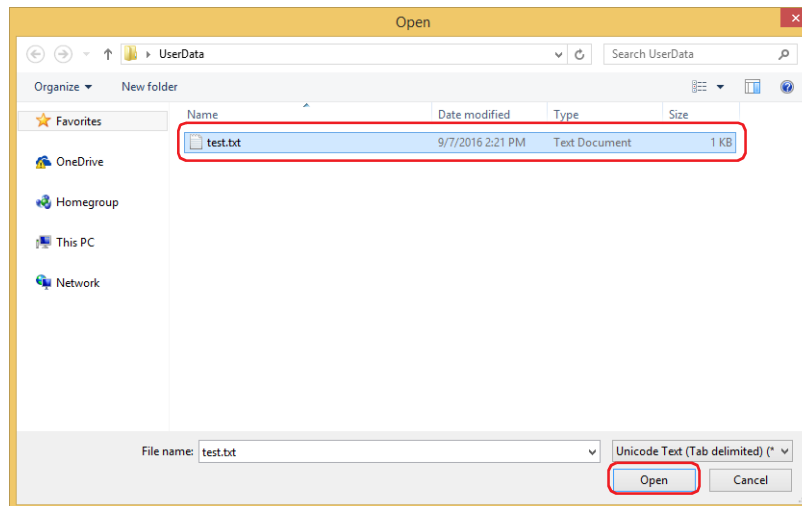 Open
UserData
Search UserData
Organize
New folder
Name Date modified Type Size
Favorites
test.txt 9/7/2016 2:21 PM Text Document 1 KB
OneDrive
Homegroup
This PC
Network
File name: test.txt Unicode Text (Tab delimited) (*
Open Cancel